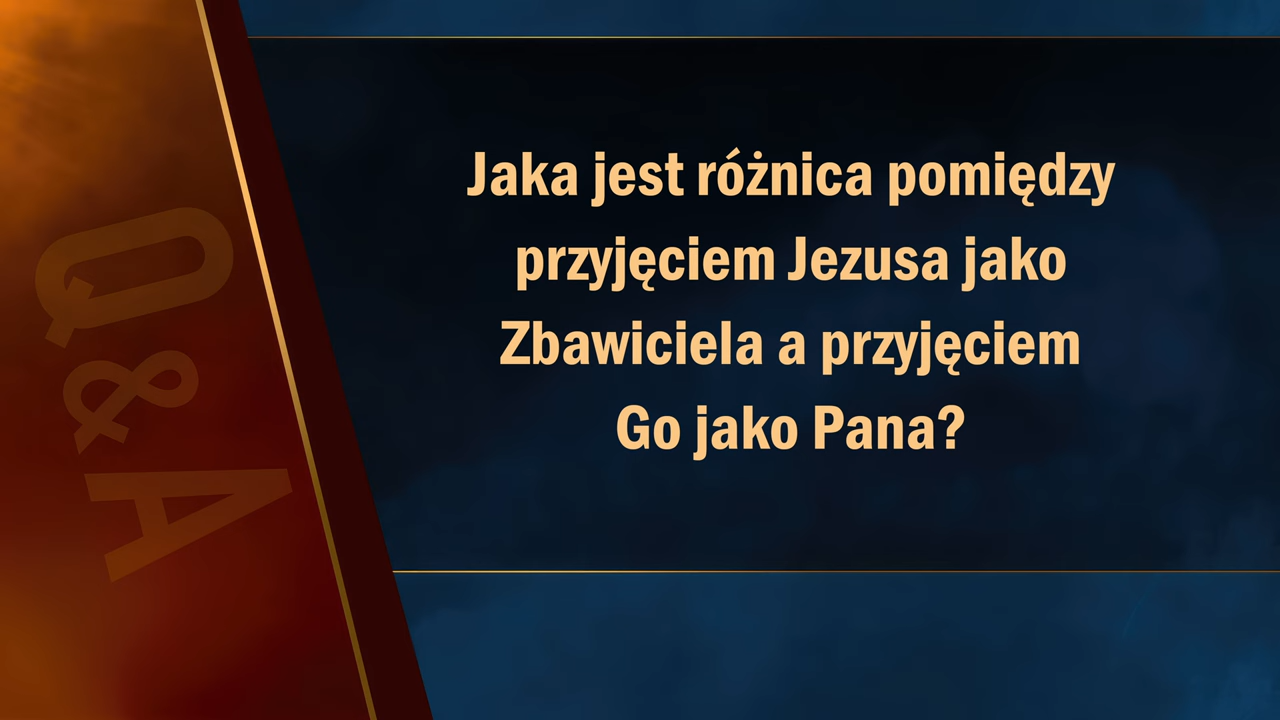 Q&A
Jaka jest różnica pomiędzy
przyjęciem Jezusa jako
Zbawiciela a przyjęciem
Go jako Pana?